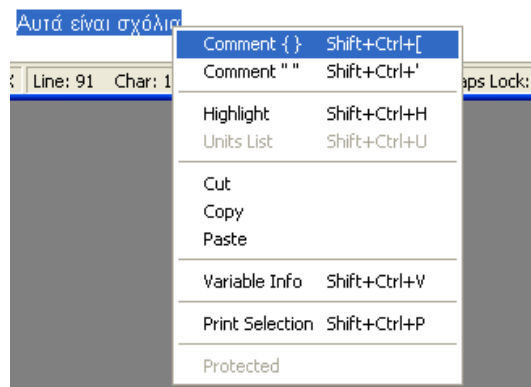 Αυτά είναι σχόλια
Comment { } Shift+Ctrl+[
Line: 91 Char: 1
Comment " " Shift+Ctrl+'
aps Lock:
Highlight Shift+Ctrl+H
Units List Shift+Ctrl+U
Cut
Copy
Paste
Variable Info Shift+Ctrl+V
Print Selection Shift+Ctrl+P
Protected